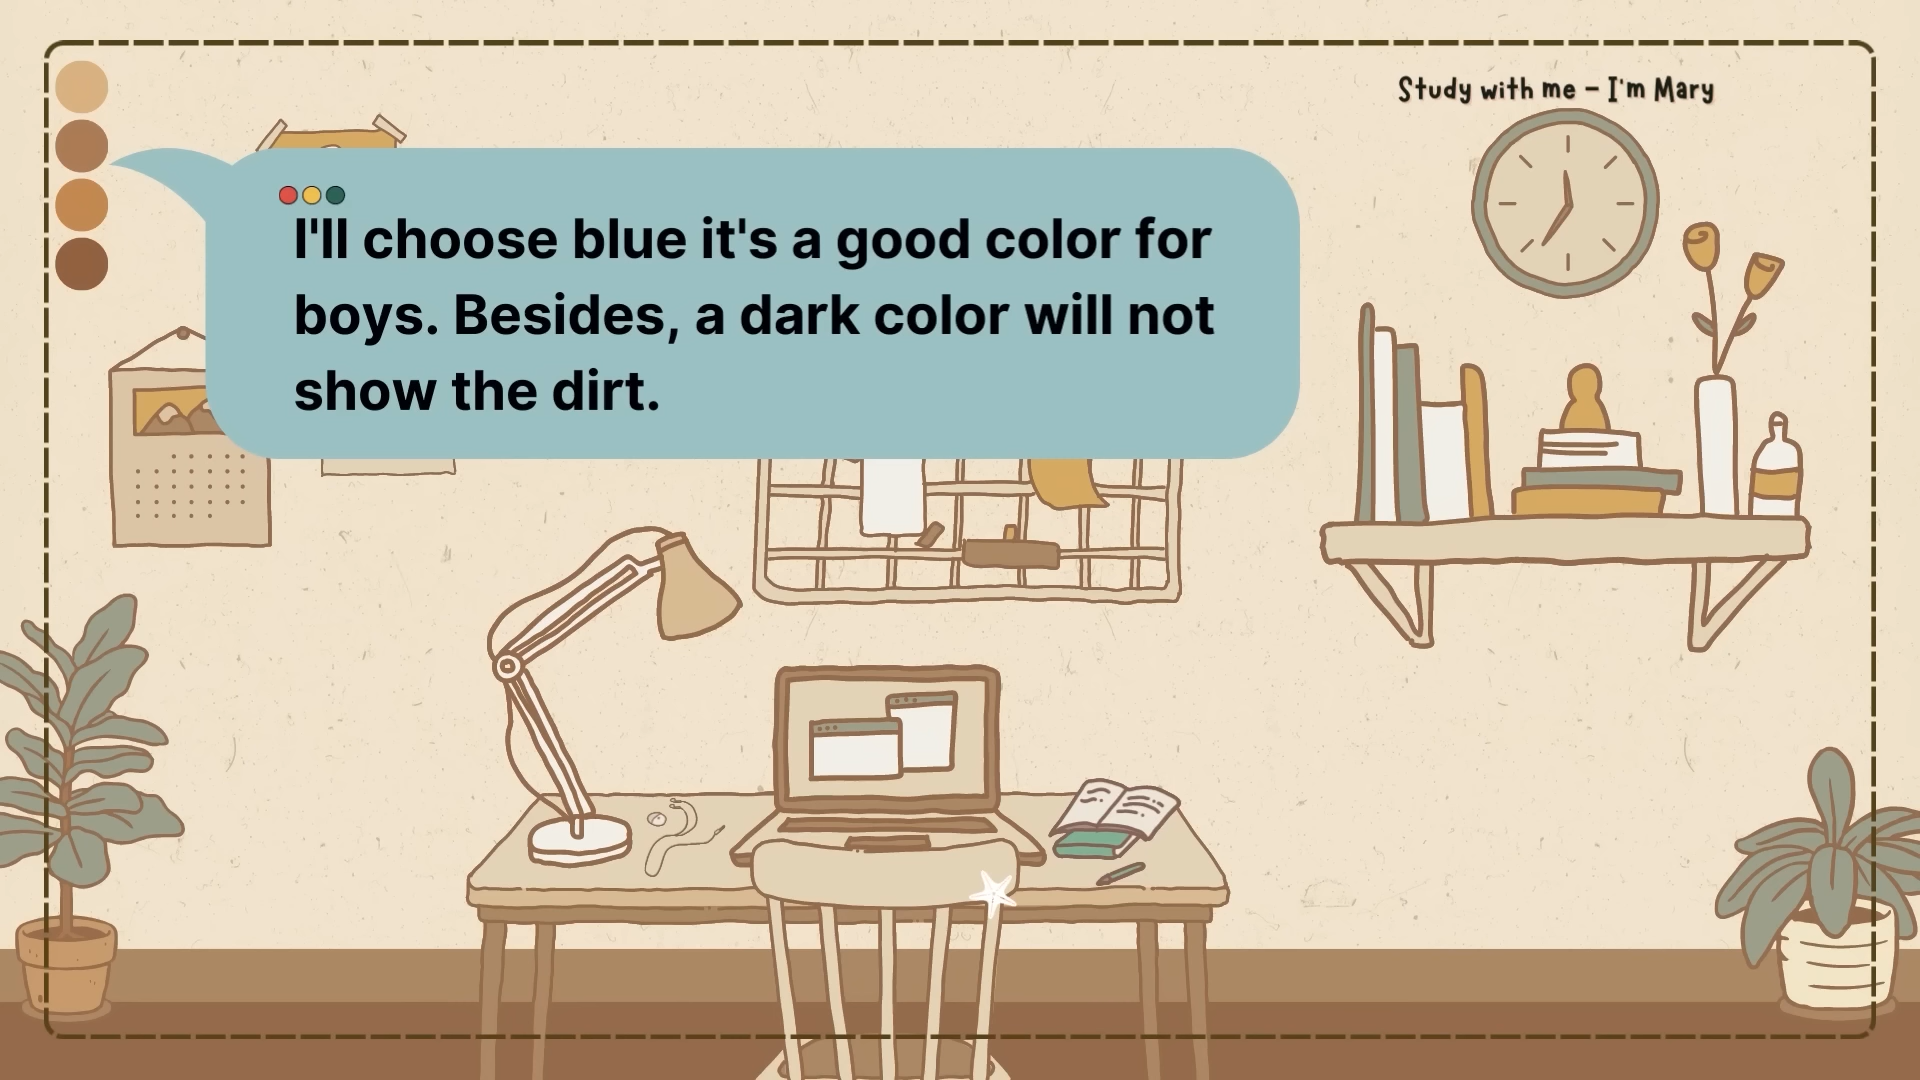 Study with me - I'm Mary
I'll choose blue it's a good color for
boys. Besides, a dark color will not
show the dirt.